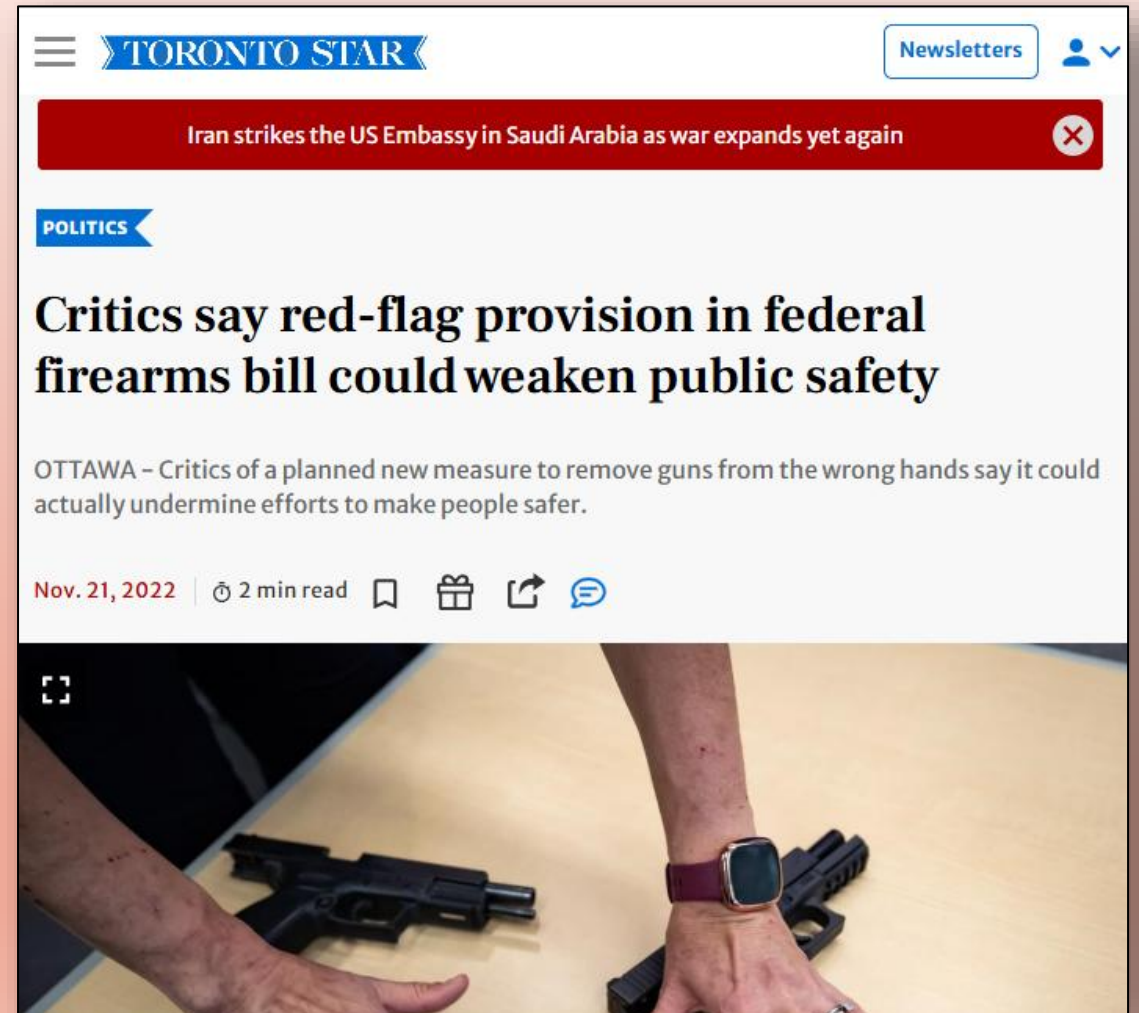 TORONTO STAR
Newsletters
Iran strikes the US Embassy in Saudi Arabia as war expands yet again
POLITICS
Critics say red-flag provision in federal
firearms bill could weaken public safety
OTTAWA – Critics of a planned new measure to remove guns from the wrong hands say it could
actually undermine efforts to make people safer.
Nov. 21, 2022
2 min read